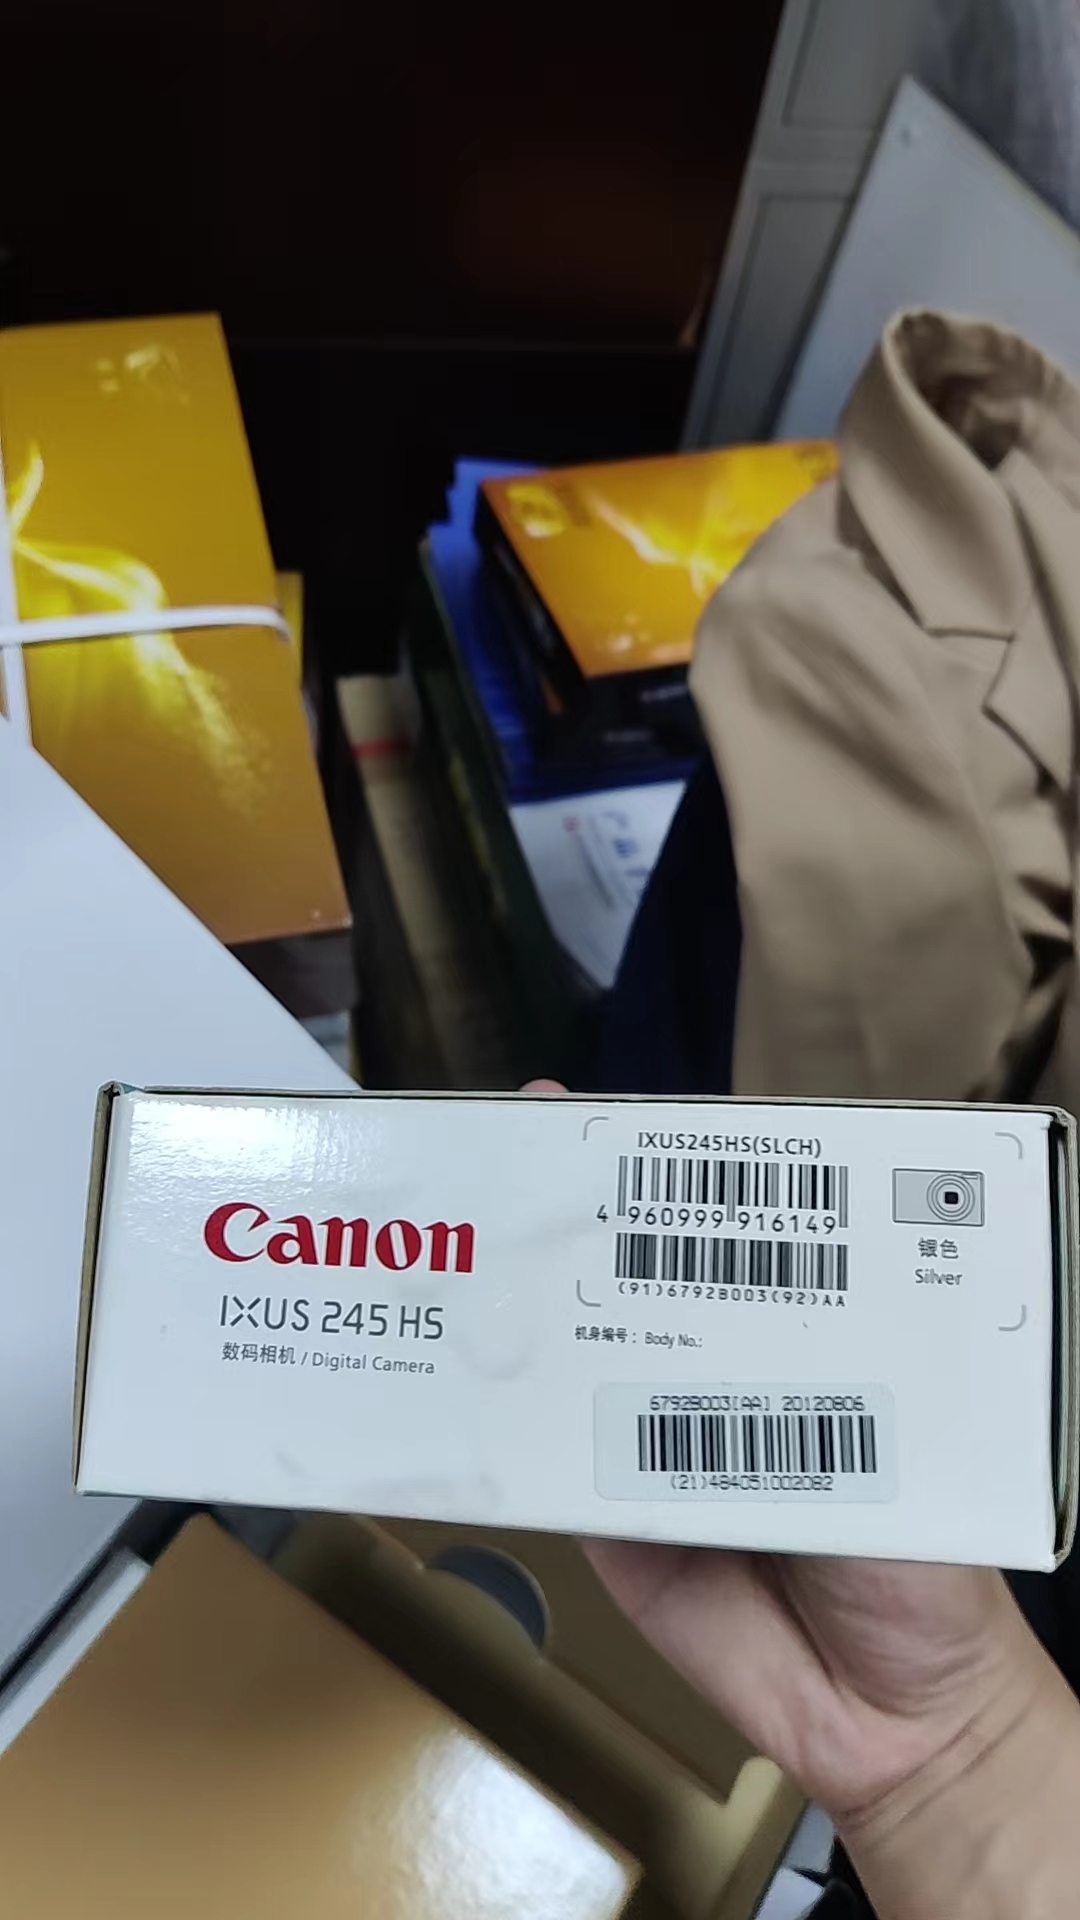 Canon
IXUS 245 HS
数码相机 / Digital Camera
IXUS245HS(SLCH)
4 960999 916149
(91)6792B003(92)AA
银色
Silver
机身编号： Body No.:
6792B003[AA] 20120806
(21)484051002082